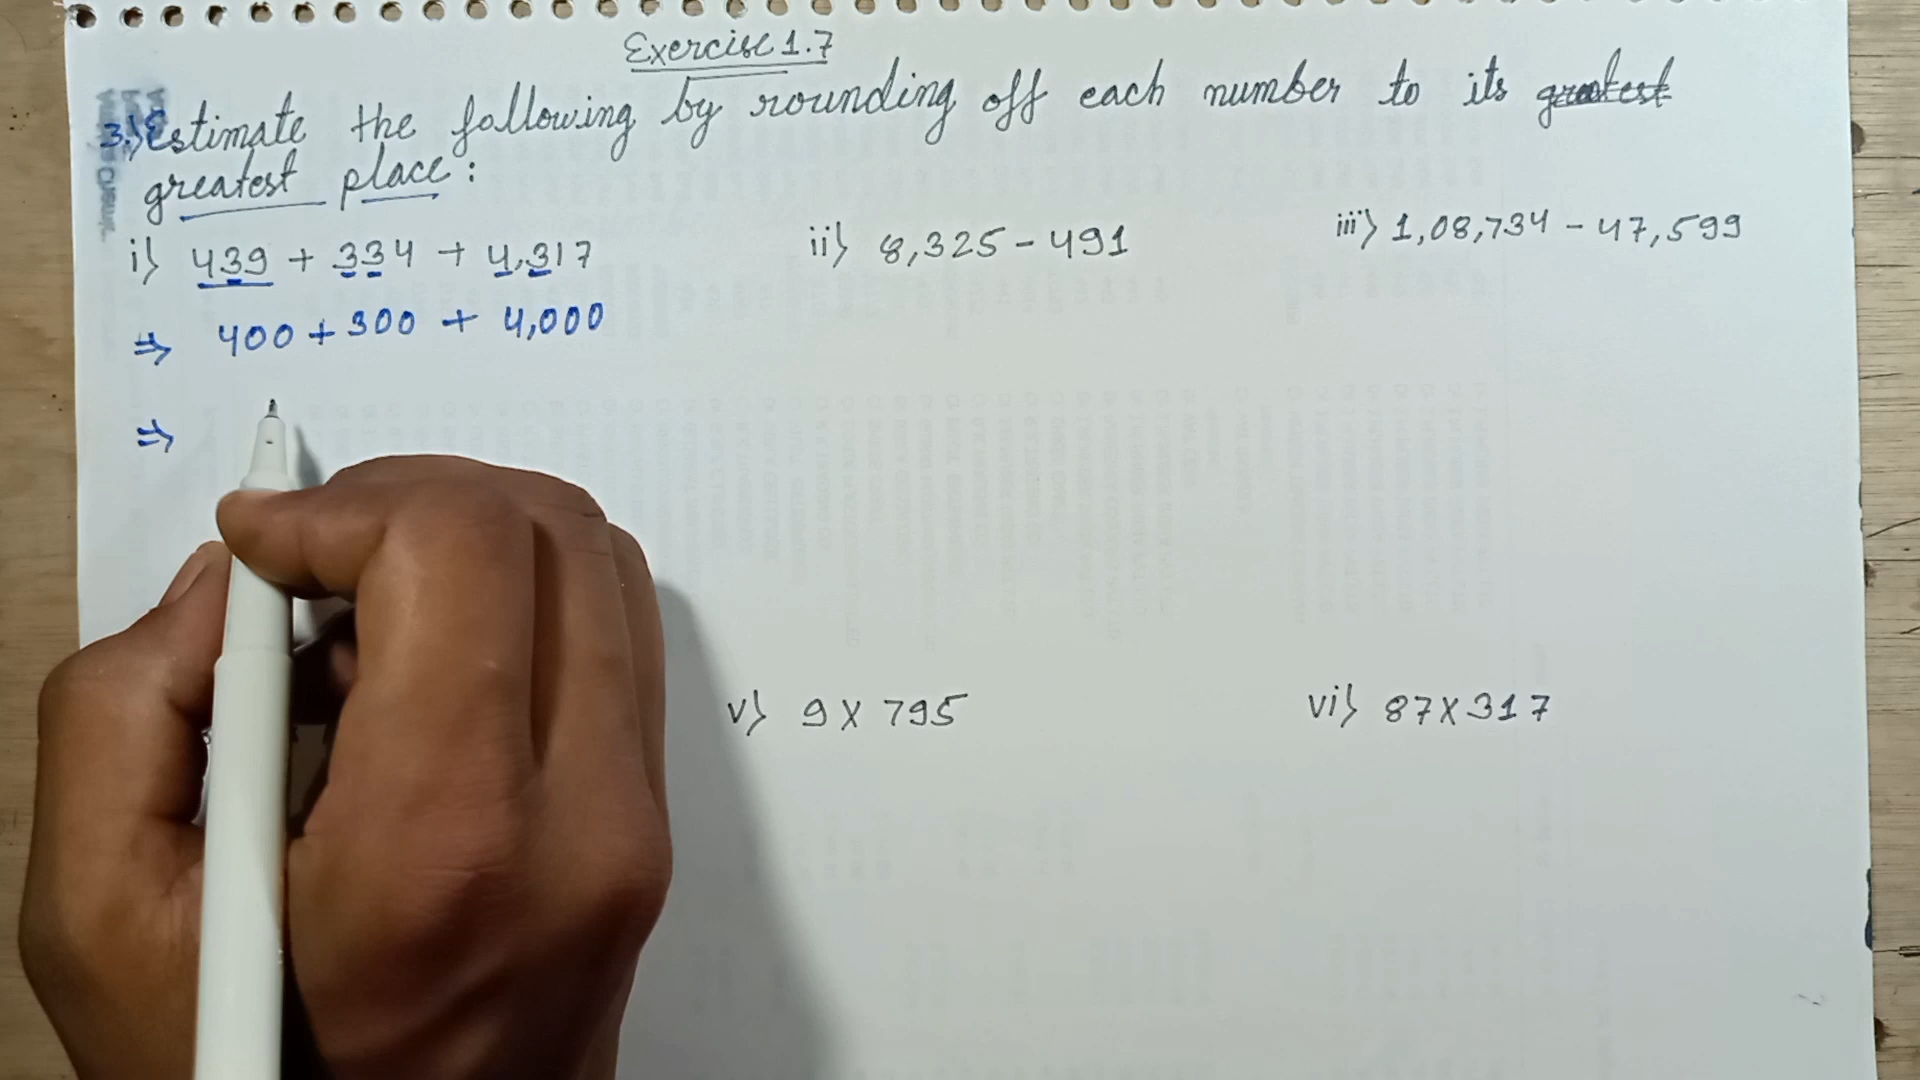 Exercise 1.7
3.) Estimate the following by rounding off each number to its greatest
greatest place:
i) 439 + 334 + 4,317
ii) 8,325 - 491
iii) 1,08,734 - 47,599
⇒ 400 + 300 + 4,000
⇒
v) 9 X 795
vi) 87 X 317